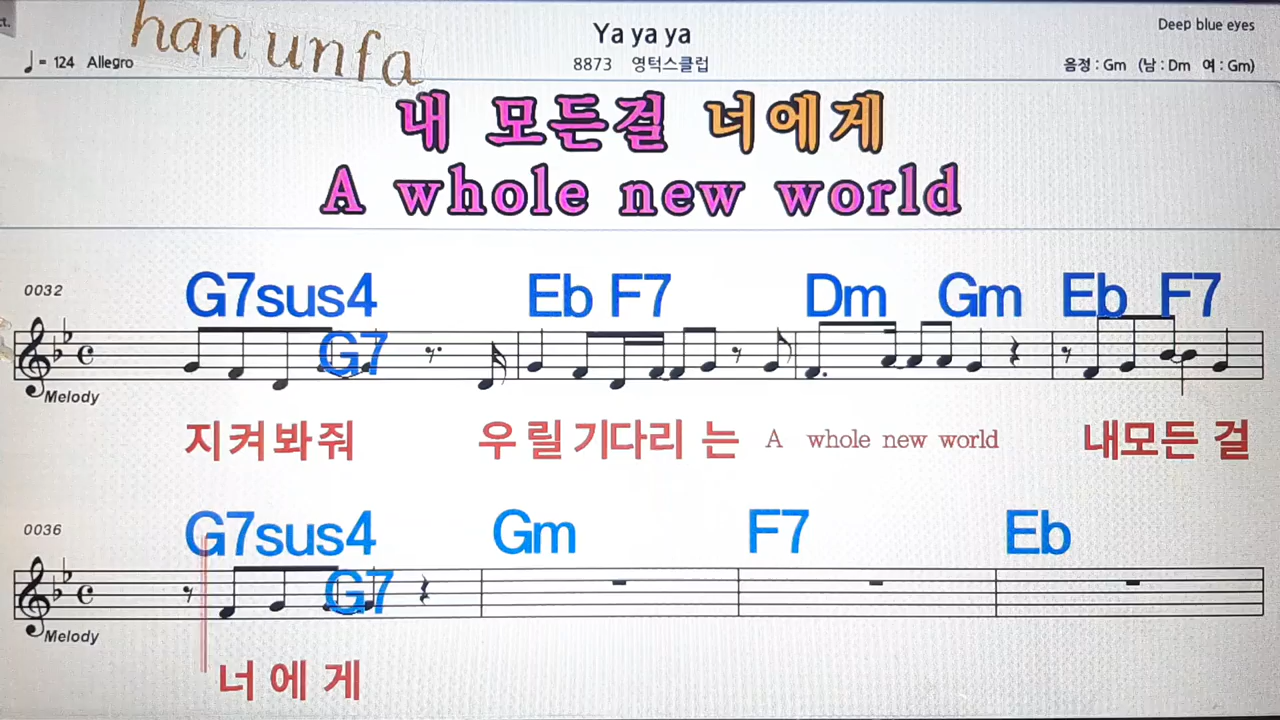 ct.
han unfa
Ya ya ya
Deep blue eyes
♩= 124 Allegro
8873 영턱스클럽
음정 : Gm (남 : Dm 여 : Gm)
내 모든걸 너에게
A whole new world
0032
G7sus4 G7 Eb F7 Dm Gm Eb F7
Melody
지켜봐줘 우릴기다리는 A whole new world 내모든걸
0036
G7sus4 G7 Gm F7 Eb
Melody
너에게